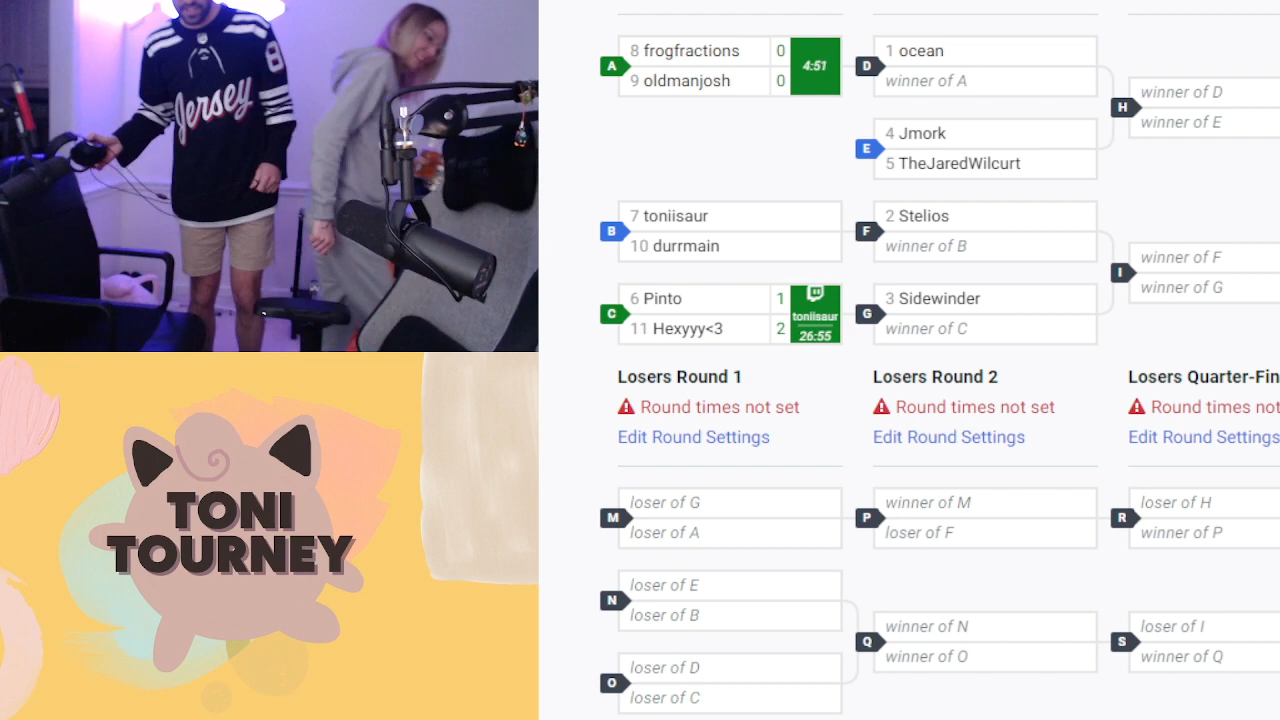 Jersey
8
TONI
TOURNEY
A
8 frogfractions 0
9 oldmanjosh 0
4:51
B
7 toniisaur
10 durrmain
C
6 Pinto 1
11 Hexyyy<3 2
toniisaur
26:55
D
1 ocean
winner of A
E
4 Jmork
5 TheJaredWilcurt
F
2 Stelios
winner of B
G
3 Sidewinder
winner of C
H
winner of D
winner of E
I
winner of F
winner of G
Losers Round 1
Round times not set
Edit Round Settings
M
loser of G
loser of A
N
loser of E
loser of B
O
loser of D
loser of C
Losers Round 2
Round times not set
Edit Round Settings
P
winner of M
loser of F
Q
winner of N
winner of O
Losers Quarter-Fin
Round times not
Edit Round Settings
R
loser of H
winner of P
S
loser of I
winner of Q